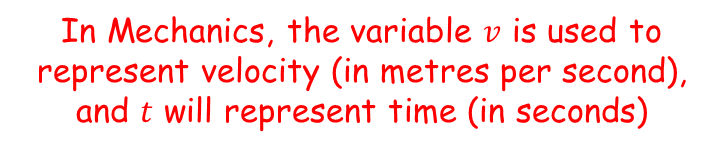 In Mechanics, the variable v is used to
represent velocity (in metres per second),
and t will represent time (in seconds)